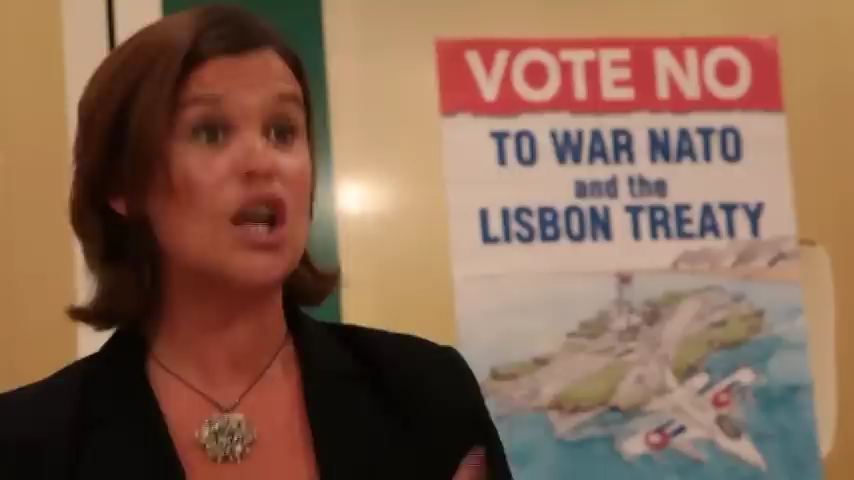 VOTE NO
TO WAR NATO
and the
LISBON TREATY